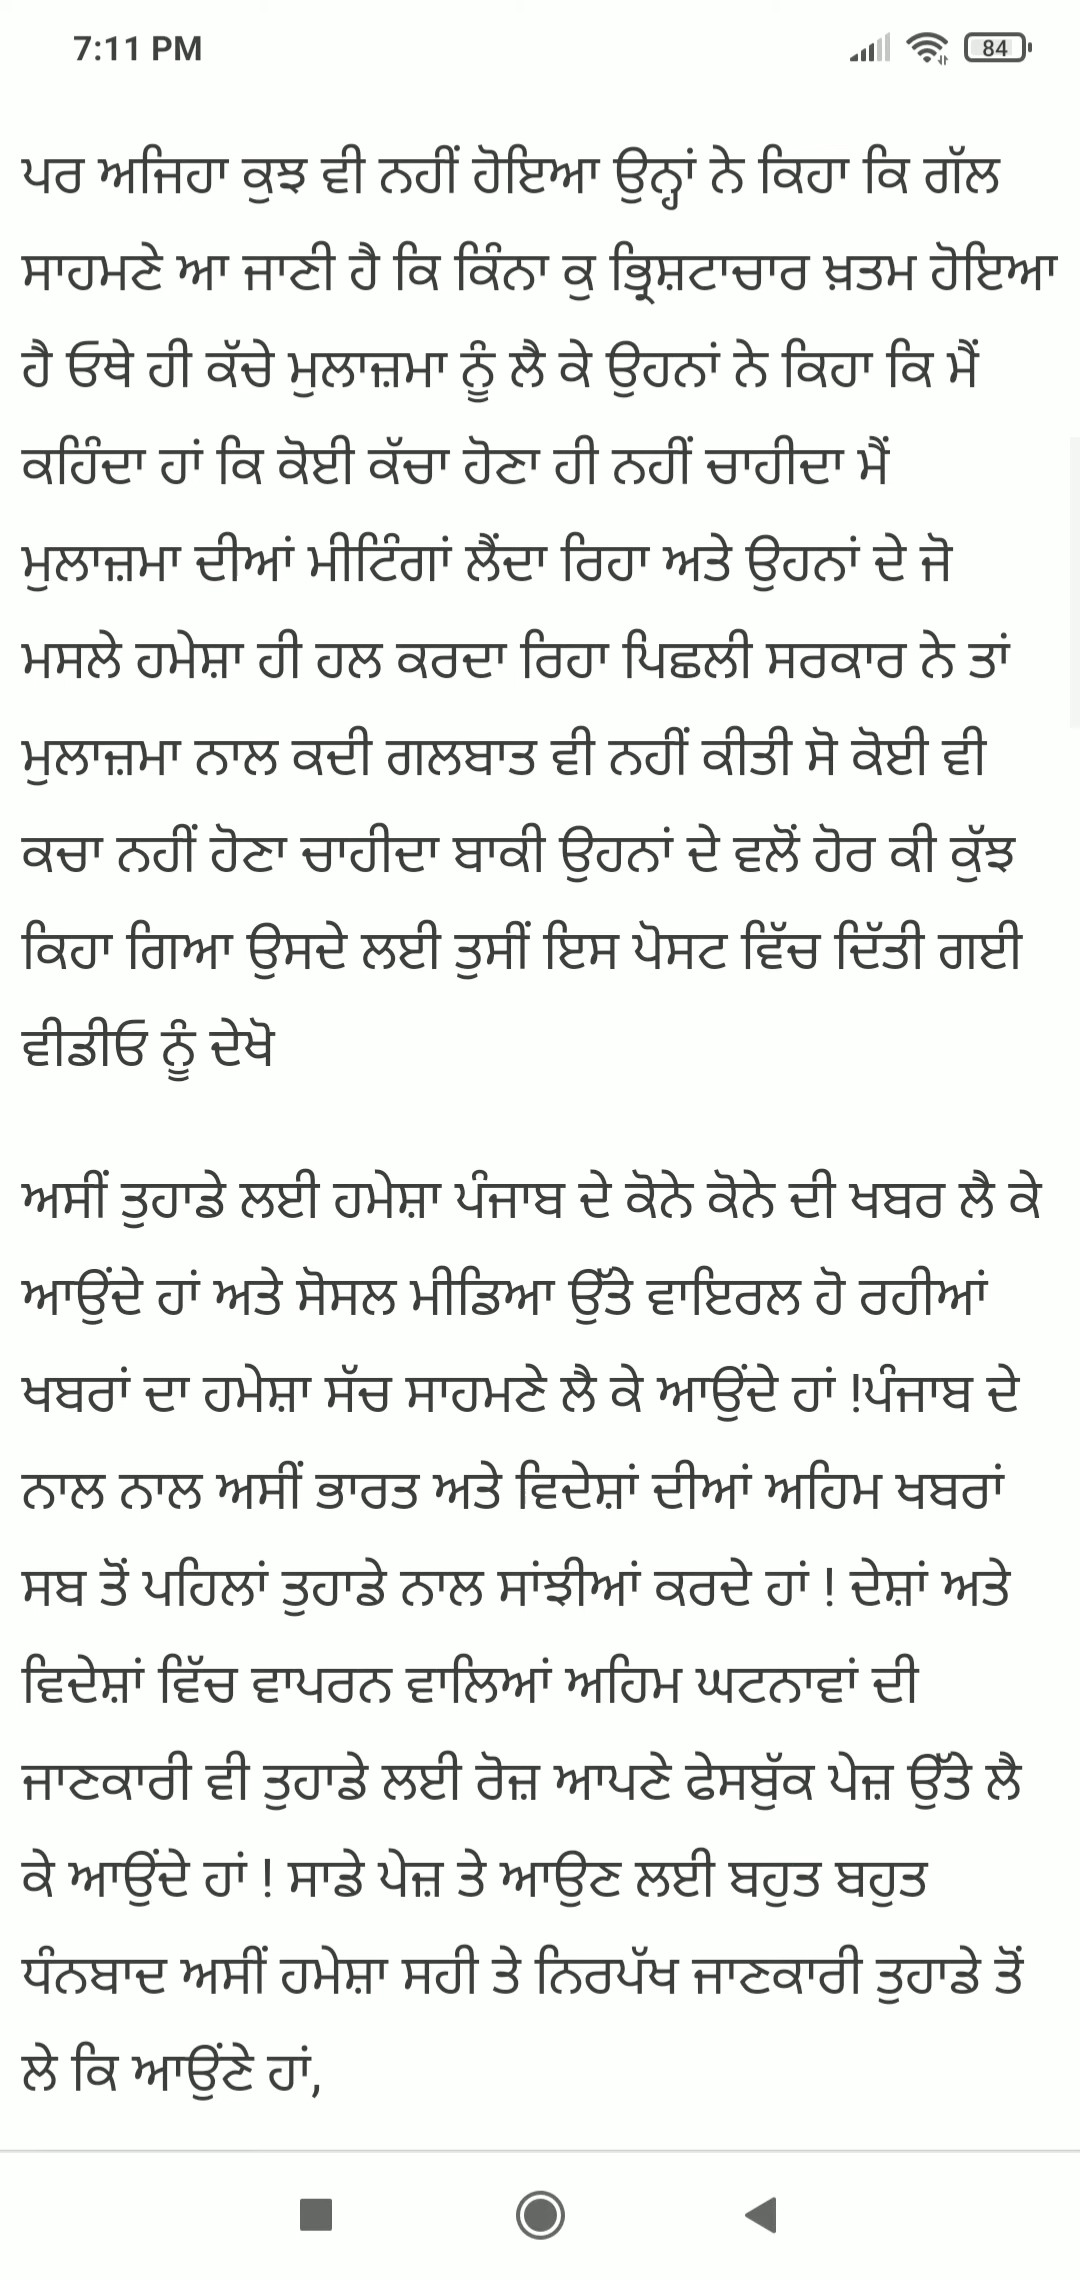 7:11 PM
84
ਪਰ ਅਜਿਹਾ ਕੁਝ ਵੀ ਨਹੀਂ ਹੋਇਆ ਉਨ੍ਹਾਂ ਨੇ ਕਿਹਾ ਕਿ ਗੱਲ
ਸਾਹਮਣੇ ਆ ਜਾਣੀ ਹੈ ਕਿ ਕਿੰਨਾ ਕੁ ਭ੍ਰਿਸ਼ਟਾਚਾਰ ਖ਼ਤਮ ਹੋਇਆ
ਹੈ ਓਥੇ ਹੀ ਕੱਚੇ ਮੁਲਾਜ਼ਮਾ ਨੂੰ ਲੈ ਕੇ ਉਹਨਾਂ ਨੇ ਕਿਹਾ ਕਿ ਮੈਂ
ਕਹਿੰਦਾ ਹਾਂ ਕਿ ਕੋਈ ਕੱਚਾ ਹੋਣਾ ਹੀ ਨਹੀਂ ਚਾਹੀਦਾ ਮੈਂ
ਮੁਲਾਜ਼ਮਾ ਦੀਆਂ ਮੀਟਿੰਗਾਂ ਲੈਂਦਾ ਰਿਹਾ ਅਤੇ ਉਹਨਾਂ ਦੇ ਜੋ
ਮਸਲੇ ਹਮੇਸ਼ਾ ਹੀ ਹਲ ਕਰਦਾ ਰਿਹਾ ਪਿਛਲੀ ਸਰਕਾਰ ਨੇ ਤਾਂ
ਮੁਲਾਜ਼ਮਾ ਨਾਲ ਕਦੀ ਗਲਬਾਤ ਵੀ ਨਹੀਂ ਕੀਤੀ ਸੋ ਕੋਈ ਵੀ
ਕਚਾ ਨਹੀਂ ਹੋਣਾ ਚਾਹੀਦਾ ਬਾਕੀ ਉਹਨਾਂ ਦੇ ਵਲੋਂ ਹੋਰ ਕੀ ਕੁੱਝ
ਕਿਹਾ ਗਿਆ ਉਸਦੇ ਲਈ ਤੁਸੀਂ ਇਸ ਪੋਸਟ ਵਿੱਚ ਦਿੱਤੀ ਗਈ
ਵੀਡੀਓ ਨੂੰ ਦੇਖੋ
ਅਸੀਂ ਤੁਹਾਡੇ ਲਈ ਹਮੇਸ਼ਾ ਪੰਜਾਬ ਦੇ ਕੋਨੇ ਕੋਨੇ ਦੀ ਖਬਰ ਲੈ ਕੇ
ਆਉਂਦੇ ਹਾਂ ਅਤੇ ਸੋਸਲ ਮੀਡਿਆ ਉੱਤੇ ਵਾਇਰਲ ਹੋ ਰਹੀਆਂ
ਖਬਰਾਂ ਦਾ ਹਮੇਸ਼ਾ ਸੱਚ ਸਾਹਮਣੇ ਲੈ ਕੇ ਆਉਂਦੇ ਹਾਂ !ਪੰਜਾਬ ਦੇ
ਨਾਲ ਨਾਲ ਅਸੀਂ ਭਾਰਤ ਅਤੇ ਵਿਦੇਸ਼ਾਂ ਦੀਆਂ ਅਹਿਮ ਖਬਰਾਂ
ਸਬ ਤੋਂ ਪਹਿਲਾਂ ਤੁਹਾਡੇ ਨਾਲ ਸਾਂਝੀਆਂ ਕਰਦੇ ਹਾਂ ! ਦੇਸ਼ਾਂ ਅਤੇ
ਵਿਦੇਸ਼ਾਂ ਵਿੱਚ ਵਾਪਰਨ ਵਾਲਿਆਂ ਅਹਿਮ ਘਟਨਾਵਾਂ ਦੀ
ਜਾਣਕਾਰੀ ਵੀ ਤੁਹਾਡੇ ਲਈ ਰੋਜ਼ ਆਪਣੇ ਫੇਸਬੁੱਕ ਪੇਜ਼ ਉੱਤੇ ਲੈ
ਕੇ ਆਉਂਦੇ ਹਾਂ ! ਸਾਡੇ ਪੇਜ਼ ਤੇ ਆਉਣ ਲਈ ਬਹੁਤ ਬਹੁਤ
ਧੰਨਬਾਦ ਅਸੀਂ ਹਮੇਸ਼ਾ ਸਹੀ ਤੇ ਨਿਰਪੱਖ ਜਾਣਕਾਰੀ ਤੁਹਾਡੇ ਤੋਂ
ਲੇ ਕਿ ਆਉਂਣੇ ਹਾਂ,